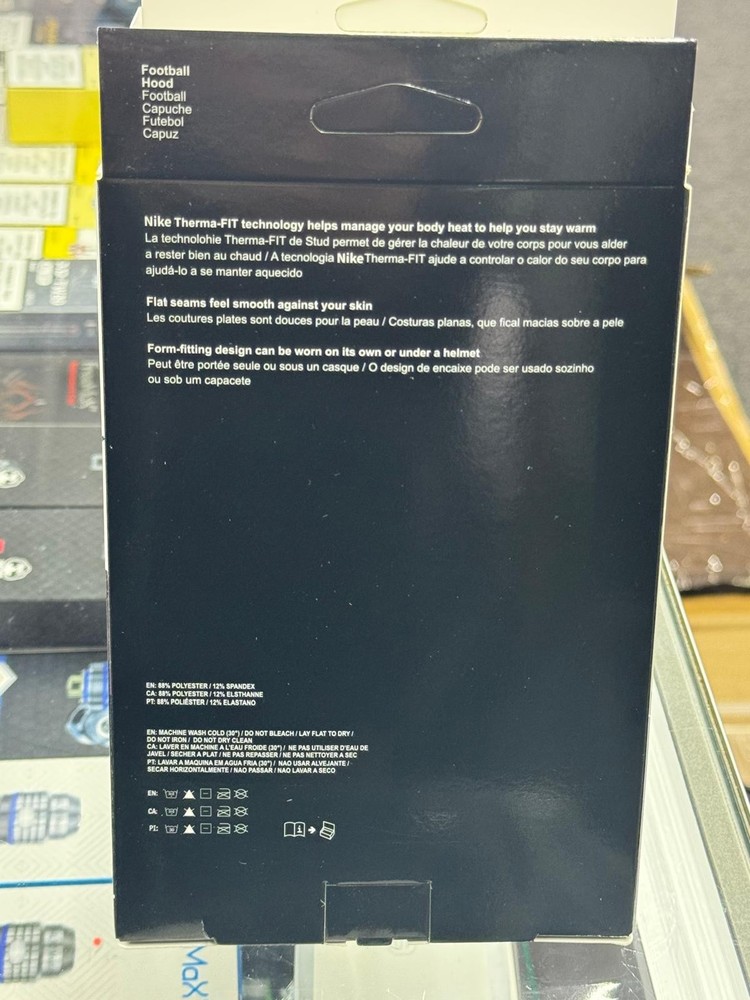 Football
Hood
Football
Capuche
Futebol
Capuz
Nike Therma-FIT technology helps manage your body heat to help you stay warm
La technolohie Therma-FIT de Stud permet de gérer la chaleur de votre corps pour vous alder
a rester bien au chaud / A tecnologia Nike Therma-FIT ajude a controlar o calor do seu corpo para
ajudá-lo a se manter aquecido
Flat seams feel smooth against your skin
Les coutures plates sont douces pour la peau / Costuras planas, que fical macias sobre a pele
Form-fitting design can be worn on its own or under a helmet
Peut être portée seule ou sous un casque / O design de encaixe pode ser usado sozinho
ou sob um capacete
EN: 88% POLYESTER / 12% SPANDEX
CA: 88% POLYESTER / 12% ELSTHANNE
PT: 88% POLIÉSTER / 12% ELASTANO
EN: MACHINE WASH COLD (30°) / DO NOT BLEACH / LAY FLAT TO DRY /
DO NOT IRON / DO NOT DRY CLEAN
CA: LAVER EN MACHINE A L'EAU FROIDE (30°) / NE PAS UTILISER D'EAU DE
JAVEL / SECHER A PLAT / NE PAS REPASSER / NE PAS NETTOYER A SEC
PT: LAVAR A MAQUINA EM AGUA FRIA (30°) / NAO USAR ALVEJANTE /
SECAR HORIZONTALMENTE / NAO PASSAR / NAO LAVAR A SECO
EN:
CA:
PI:
MaX